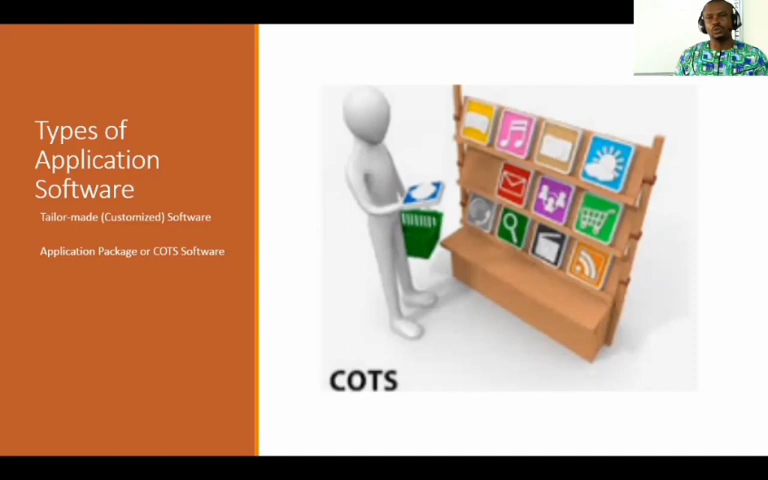 Types of
Application
Software
Tailor-made (Customized) Software
Application Package or COTS Software
COTS